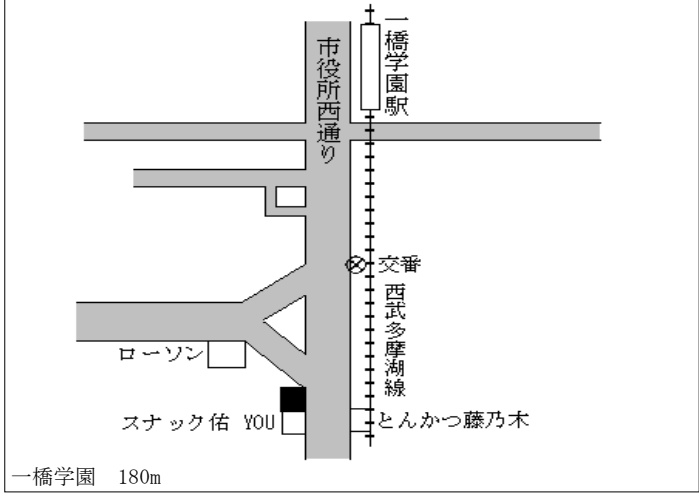 一橋学園駅
市役所西通り
交番
西武多摩湖線
ローソン
スナック佑 YOU
とんかつ藤乃木
一橋学園 180m